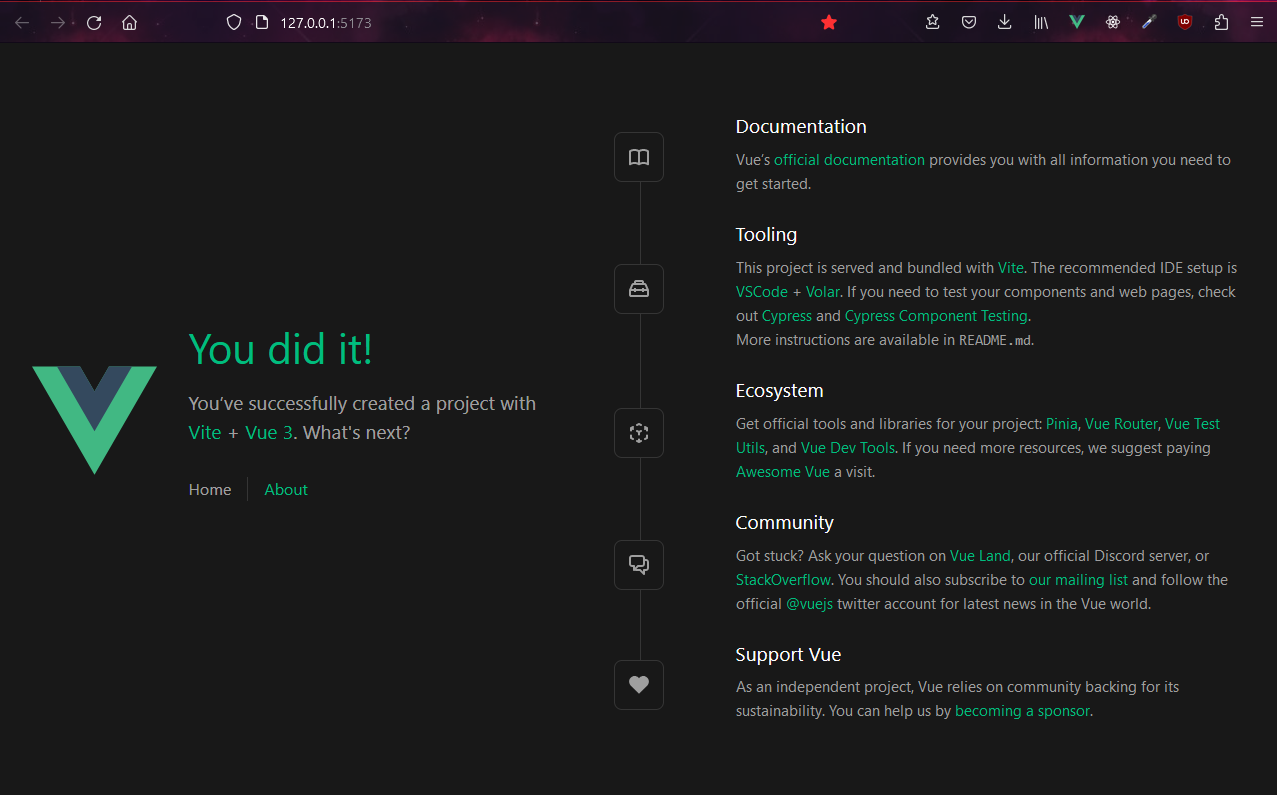 127.0.0.1:5173
You did it!
You’ve successfully created a project with
Vite + Vue 3. What's next?
Home
About
Documentation
Vue’s official documentation provides you with all information you need to
get started.
Tooling
This project is served and bundled with Vite. The recommended IDE setup is
VSCode + Volar. If you need to test your components and web pages, check
out Cypress and Cypress Component Testing.
More instructions are available in README.md.
Ecosystem
Get official tools and libraries for your project: Pinia, Vue Router, Vue Test
Utils, and Vue Dev Tools. If you need more resources, we suggest paying
Awesome Vue a visit.
Community
Got stuck? Ask your question on Vue Land, our official Discord server, or
StackOverflow. You should also subscribe to our mailing list and follow the
official @vuejs twitter account for latest news in the Vue world.
Support Vue
As an independent project, Vue relies on community backing for its
sustainability. You can help us by becoming a sponsor.